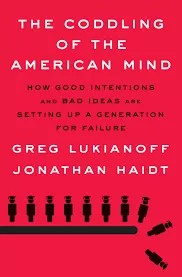 THE CODDLING
OF THE
AMERICAN MIND
HOW GOOD INTENTIONS
AND BAD IDEAS ARE
SETTING UP A GENERATION
FOR FAILURE
GREG LUKIANOFF
JONATHAN HAIDT